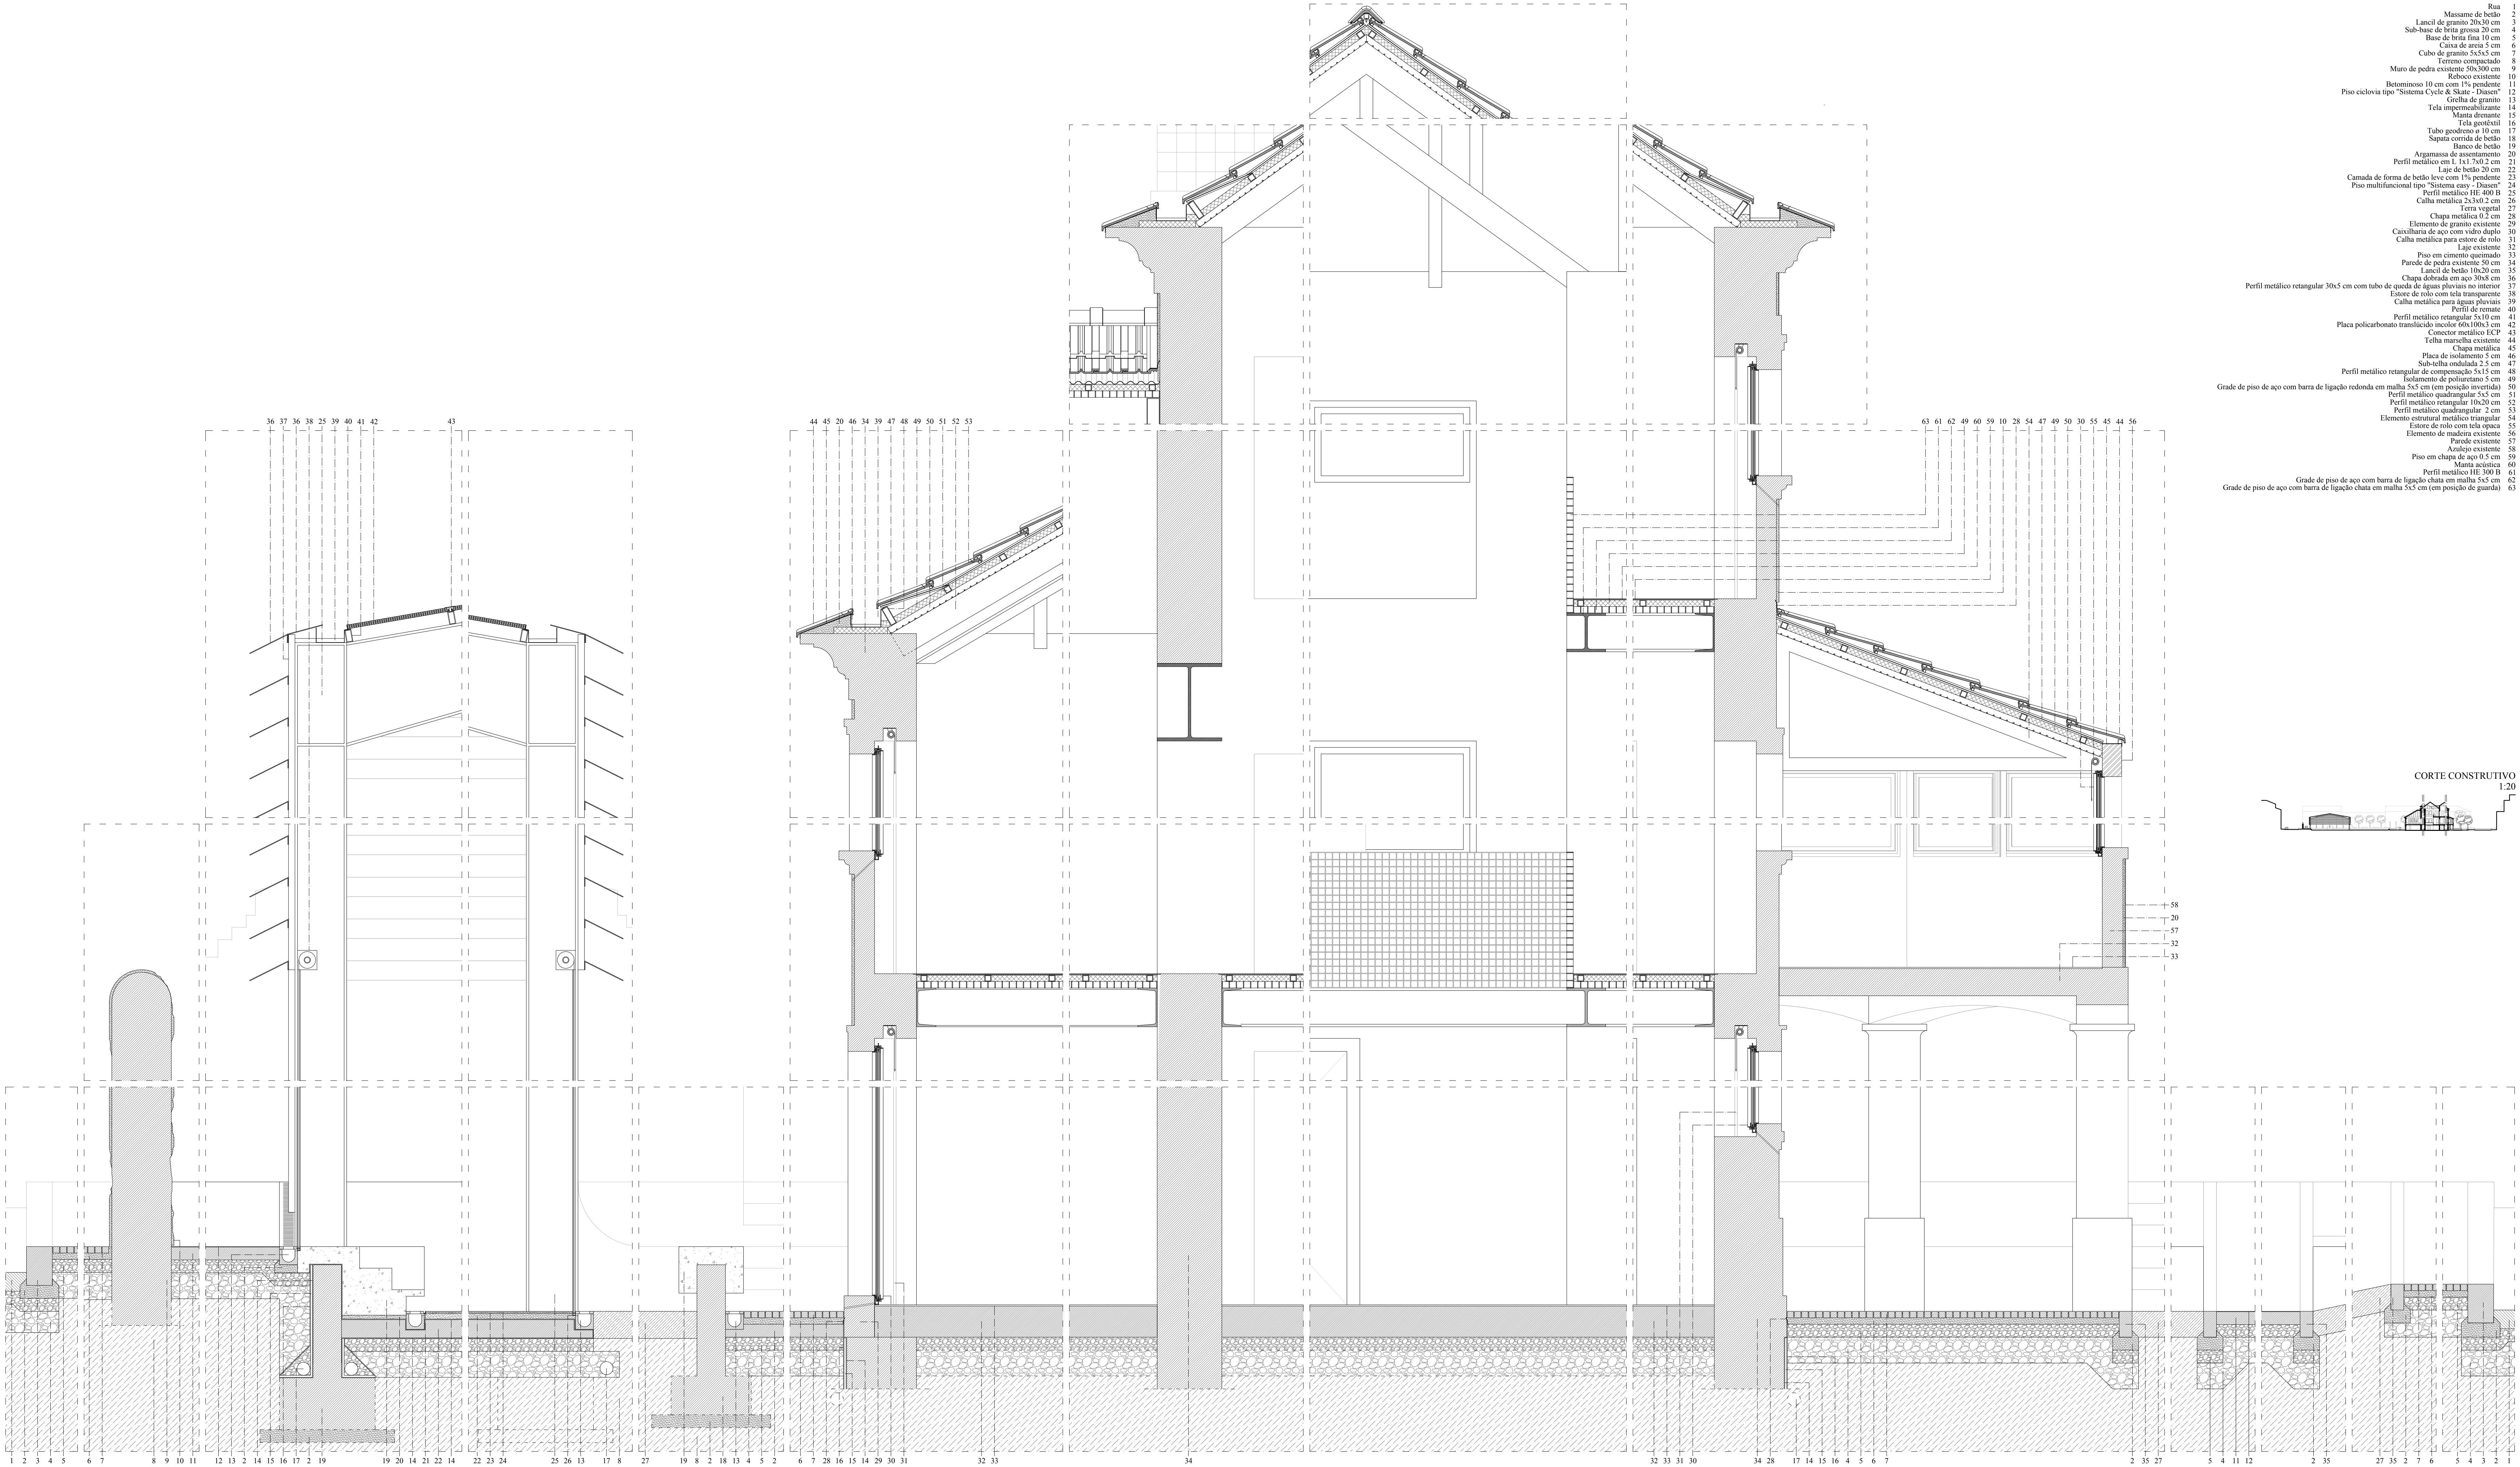 Rua 1
Massame de betão 2
Lancil de granito 20x30 cm 3
Sub-base de brita grossa 20 cm 4
Base de brita fina 10 cm 5
Caixa de areia 5 cm 6
Cubo de granito 5x5x5 cm 7
Terreno compactado 8
Muro de pedra existente 50x300 cm 9
Reboco existente 10
Betominoso 10 cm com 1% pendente 11
Piso ciclovia tipo "Sistema Cycle & Skate - Diasen" 12
Grelha de granito 13
Tela impermeabilizante 14
Manta drenante 15
Tela geotêxtil 16
Tubo geodreno ø 10 cm 17
Sapata corrida de betão 18
Banco de betão 19
Argamassa de assentamento 20
Perfil metálico em L 1x1.7x0.2 cm 21
Laje de betão 20 cm 22
Camada de forma de betão leve com 1% pendente 23
Piso multifuncional tipo "Sistema easy - Diasen" 24
Perfil metálico HE 400 B 25
Calha metálica 2x3x0.2 cm 26
Terra vegetal 27
Chapa metálica 0.2 cm 28
Elemento de granito existente 29
Caixilharia de aço com vidro duplo 30
Calha metálica para estore de rolo 31
Laje existente 32
Piso em cimento queimado 33
Parede de pedra existente 50 cm 34
Lancil de betão 10x20 cm 35
Chapa dobrada em aço 30x8 cm 36
Perfil metálico retangular 30x5 cm com tubo de queda de águas pluviais no interior 37
Estore de rolo com tela transparente 38
Calha metálica para águas pluviais 39
Perfil de remate 40
Perfil metálico retangular 5x10 cm 41
Placa policarbonato translúcido incolor 60x100x3 cm 42
Conector metálico ECP 43
Telha marselha existente 44
Chapa metálica 45
Placa de isolamento 5 cm 46
Sub-telha ondulada 2.5 cm 47
Perfil metálico retangular de compensação 5x15 cm 48
Isolamento de poliuretano 5 cm 49
Grade de piso de aço com barra de ligação redonda em malha 5x5 cm (em posição invertida) 50
Perfil metálico quadrangular 5x5 cm 51
Perfil metálico retangular 10x20 cm 52
Perfil metálico quadrangular 2 cm 53
Elemento estrutural metálico triangular 54
Estore de rolo com tela opaca 55
Elemento de madeira existente 56
Parede existente 57
Azulejo existente 58
Piso em chapa de aço 0.5 cm 59
Manta acústica 60
Perfil metálico HE 300 B 61
Grade de piso de aço com barra de ligação chata em malha 5x5 cm 62
Grade de piso de aço com barra de ligação chata em malha 5x5 cm (em posição de guarda) 63
36 37 36 38 25 39 40 41 42 43
44 45 20 46 34 39 47 48 49 50 51 52 53
63 61 62 49 60 59 10 28 54 47 49 50 30 55 45 44 56
CORTE CONSTRUTIVO
1:20
58
20
57
32
33
1 2 3 4 5 6 7 8 9 10 11 12 13 2 14 15 16 17 2 19 19 20 14 21 22 14 22 23 24 25 26 13 17 8 27 19 8 2 18 13 4 5 2 6 7 28 16 15 14 29 30 31 32 33 34 32 33 31 30 34 28 17 14 15 16 4 5 6 7 2 35 27 5 4 11 12 2 35 27 35 2 7 6 5 4 3 2 1